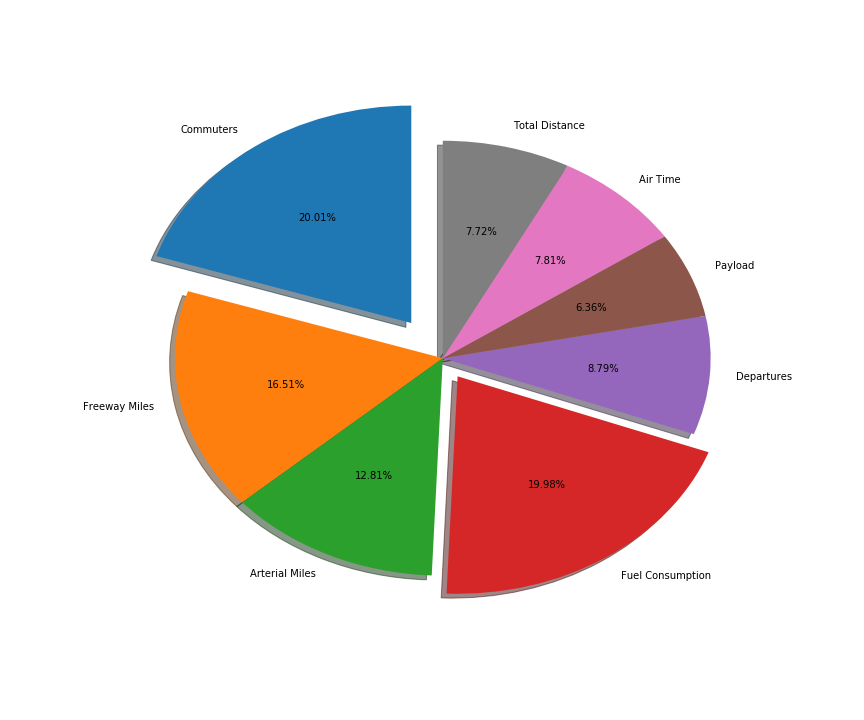 Commuters
20.01%
Freeway Miles
16.51%
Arterial Miles
12.81%
Fuel Consumption
19.98%
Departures
8.79%
Payload
6.36%
Air Time
7.81%
Total Distance
7.72%